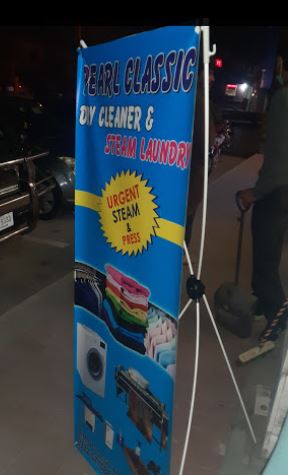 PEARL CLASSIC
DRY CLEANER &
STEAM LAUNDRY
URGENT
STEAM
&
PRESS